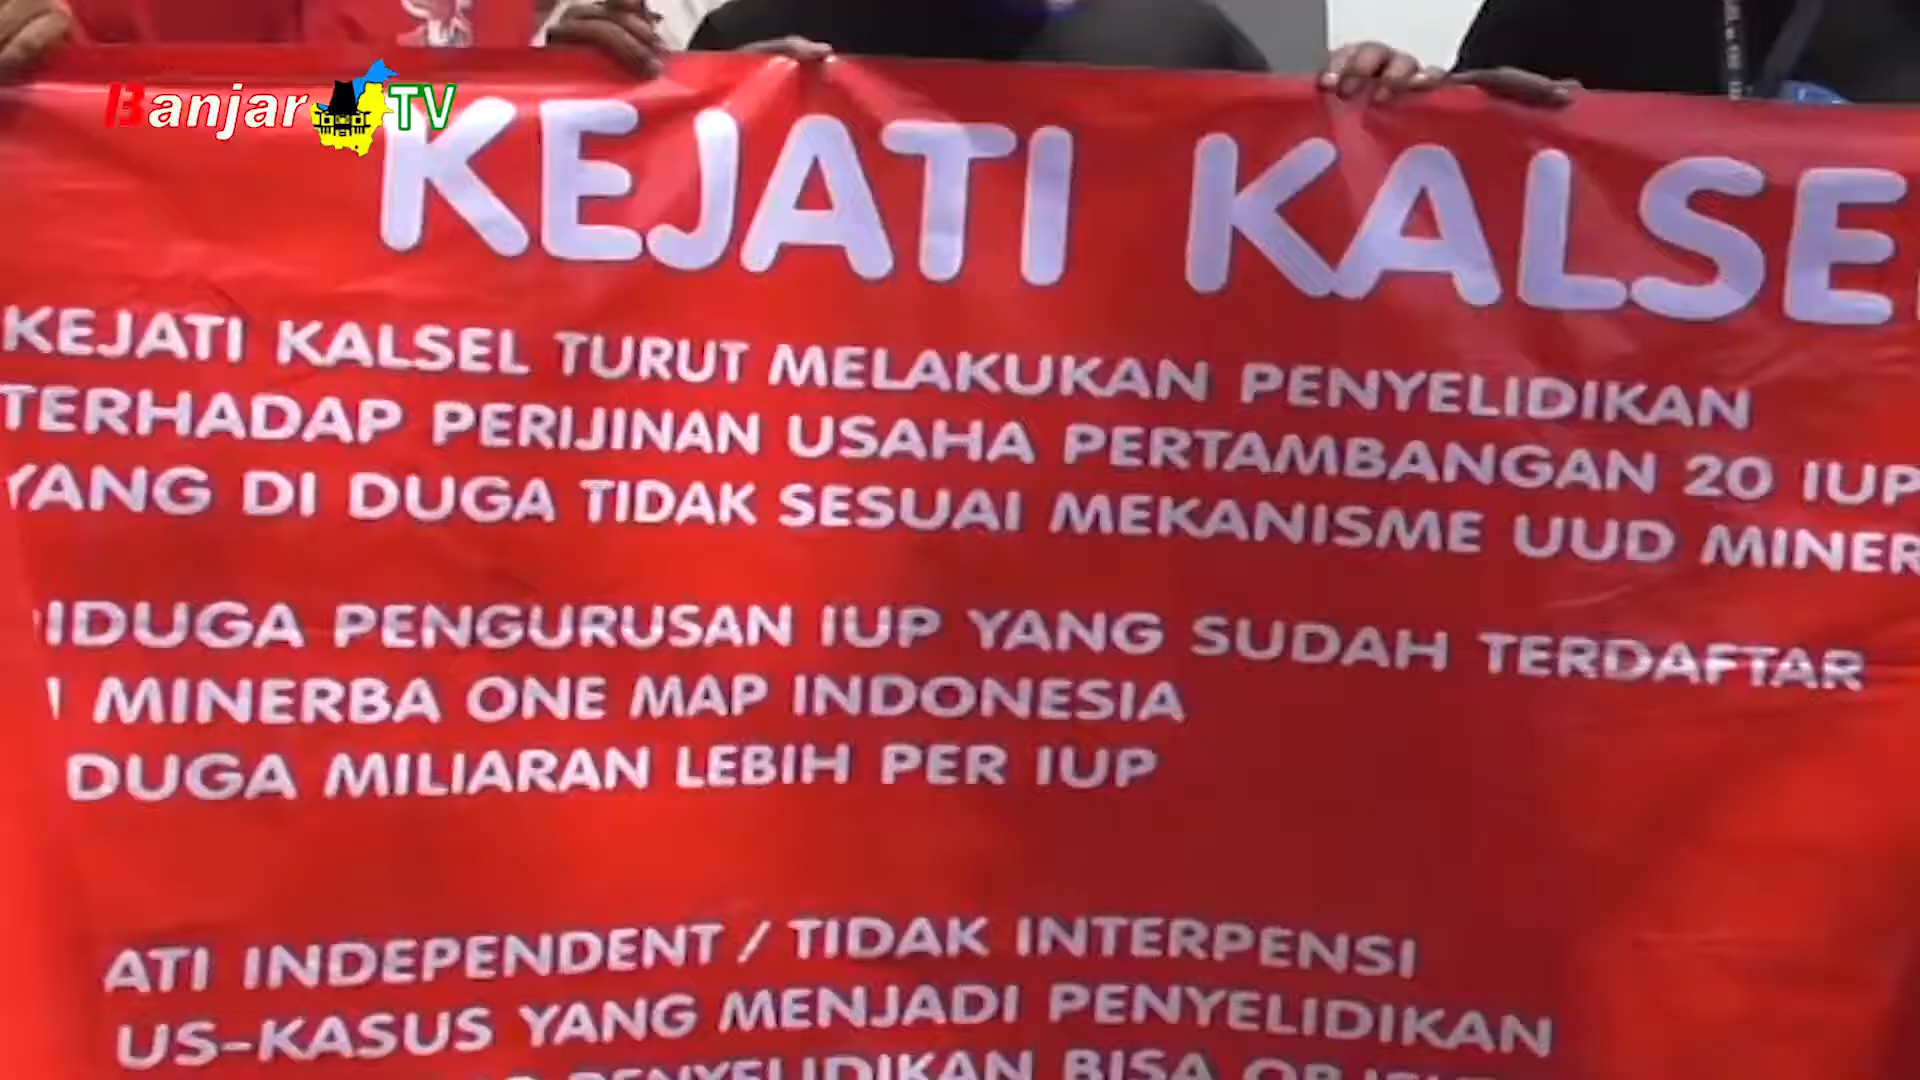 Banjar TV
KEJATI KALSEL
KEJATI KALSEL TURUT MELAKUKAN PENYELIDIKAN
TERHADAP PERIJINAN USAHA PERTAMBANGAN 20 IUP
YANG DI DUGA TIDAK SESUAI MEKANISME UUD MINER
IDUGA PENGURUSAN IUP YANG SUDAH TERDAFTAR
I MINERBA ONE MAP INDONESIA
DUGA MILIARAN LEBIH PER IUP
ATI INDEPENDENT / TIDAK INTERPENSI
US-KASUS YANG MENJADI PENYELIDIKAN
PENYELIDIKAN BISA